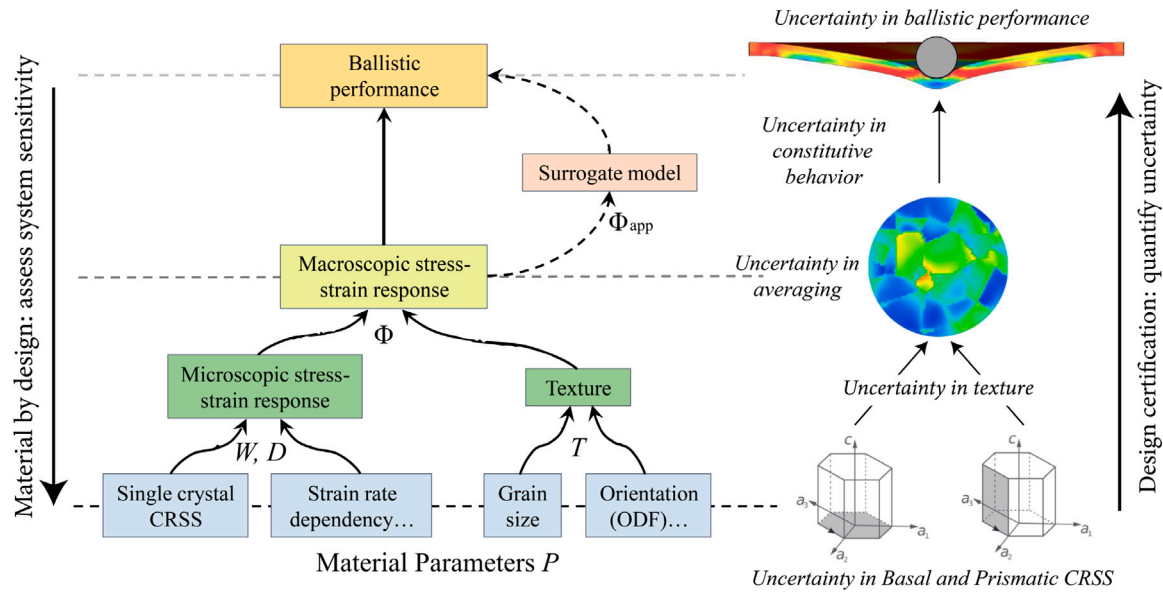 Material by design: assess system sensitivity
Ballistic
performance
Surrogate model
Φapp
Macroscopic stress-
strain response
Φ
Microscopic stress-
strain response
Texture
W, D
T
Single crystal
CRSS
Strain rate
dependency…
Grain
size
Orientation
(ODF)…
Material Parameters P
Uncertainty in ballistic performance
Uncertainty in
constitutive
behavior
Uncertainty in
averaging
Uncertainty in texture
c
a3
a1
a2
c
a3
a1
a2
Uncertainty in Basal and Prismatic CRSS
Design certification: quantify uncertainty